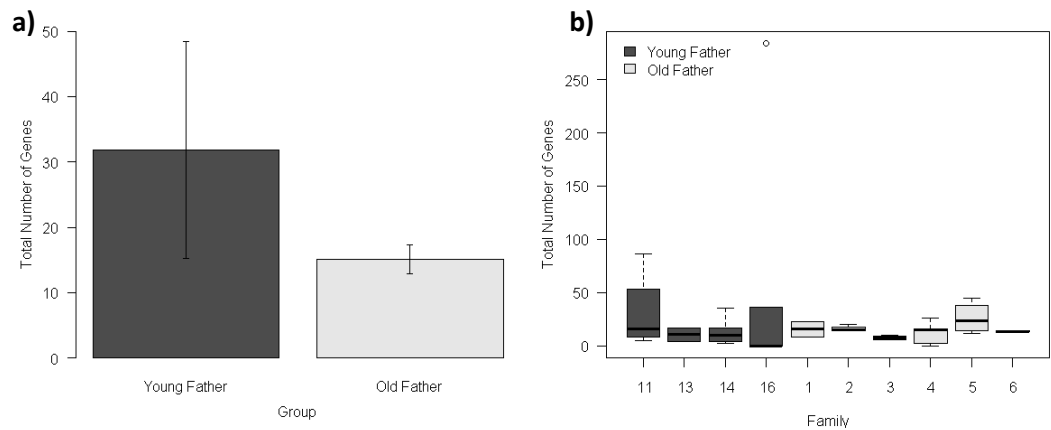 a)
50
40
30
20
10
0
Total Number of Genes
Young Father
Old Father
Group
b)
Young Father
Old Father
250
200
150
100
50
0
Total Number of Genes
11 13 14 16 1 2 3 4 5 6
Family